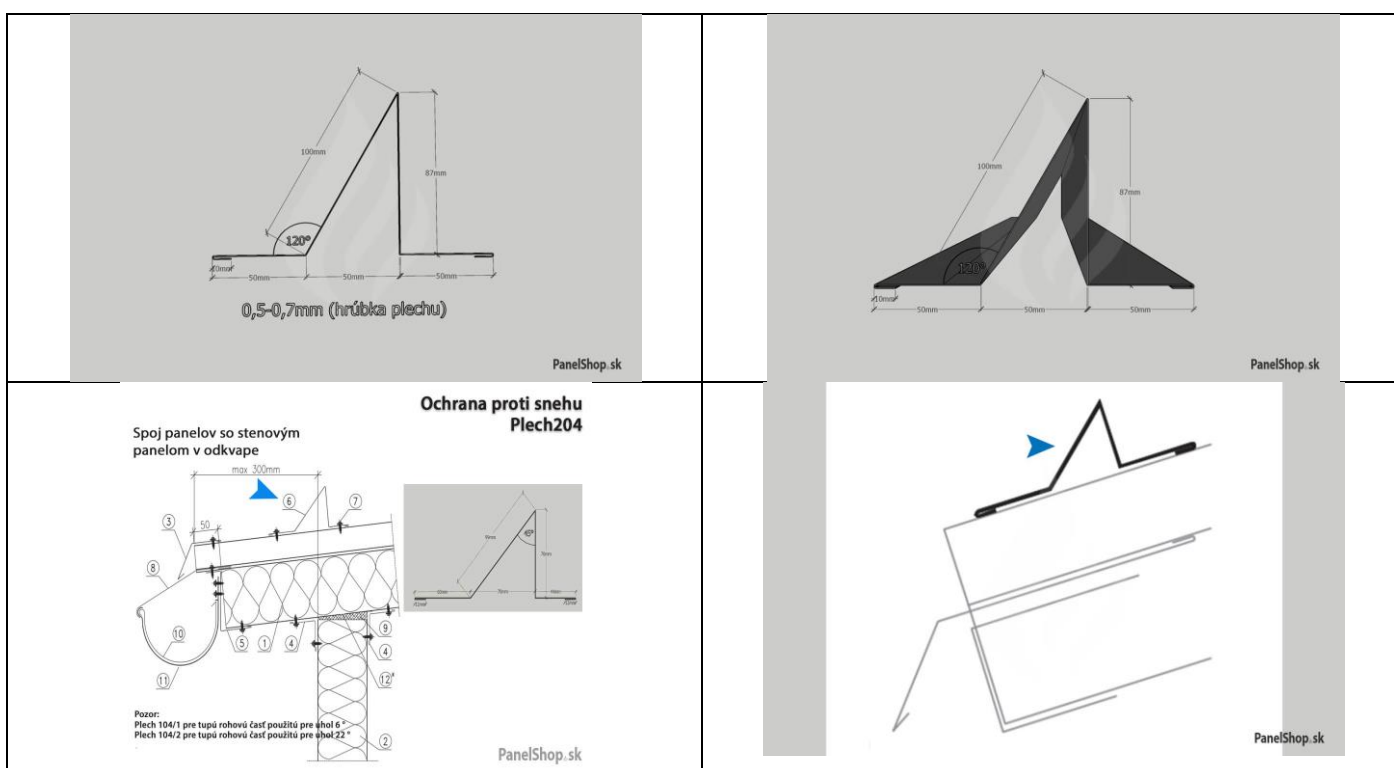 100mm
87mm
120°
10mm
50mm
50mm
50mm
0,5-0,7mm (hrúbka plechu)
PanelShop.sk
100mm
87mm
120°
10mm
50mm
50mm
50mm
PanelShop.sk
Ochrana proti snehu
Plech204
Spoj panelov so stenovým
panelom v odkvape
max 300mm
6
7
3
50
8
9
10
5
1
4
4
11
12*
2
Pozor:
Plech 104/1 pre tupú rohovú časť použitú pre uhol 6 °
Plech 104/2 pre tupú rohovú časť použitú pre uhol 22 °
PanelShop.sk
PanelShop.sk